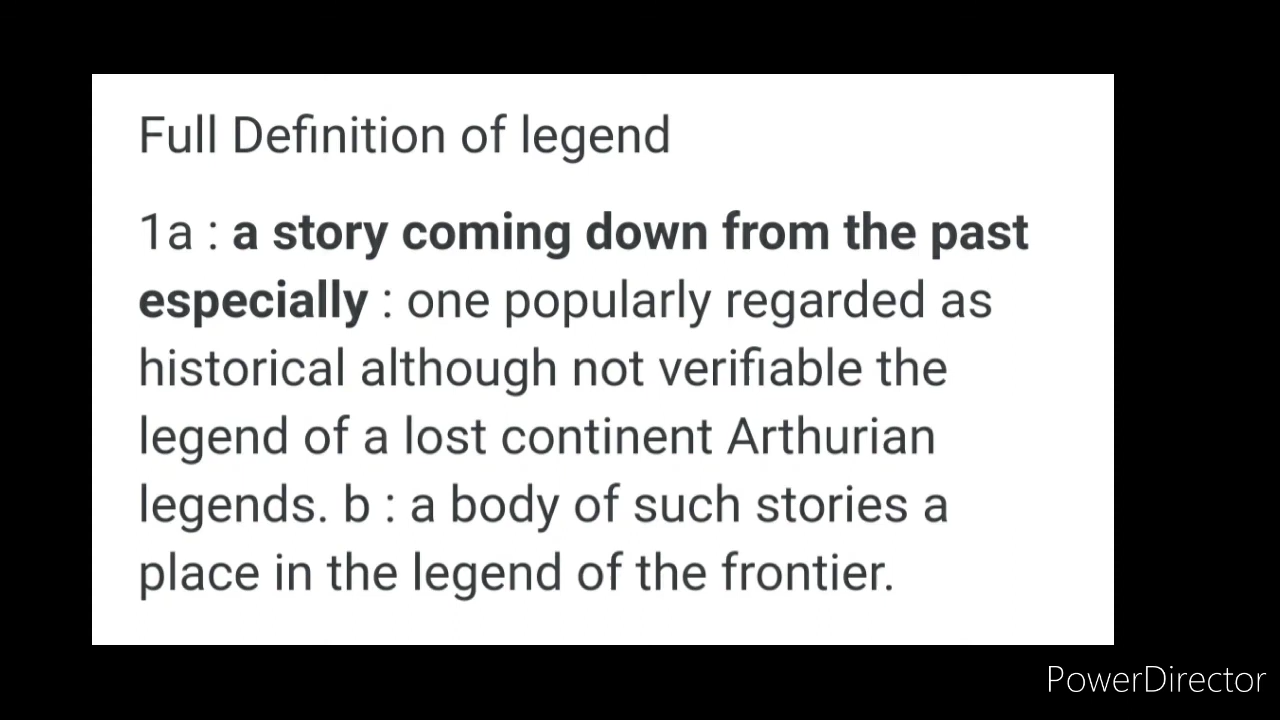 Full Definition of legend
1a : a story coming down from the past
especially : one popularly regarded as
historical although not verifiable the
legend of a lost continent Arthurian
legends. b : a body of such stories a
place in the legend of the frontier.
PowerDirector